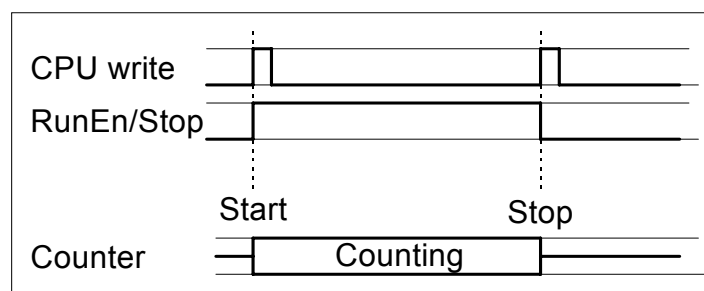 CPU write
RunEn/Stop
Start
Stop
Counter
Counting